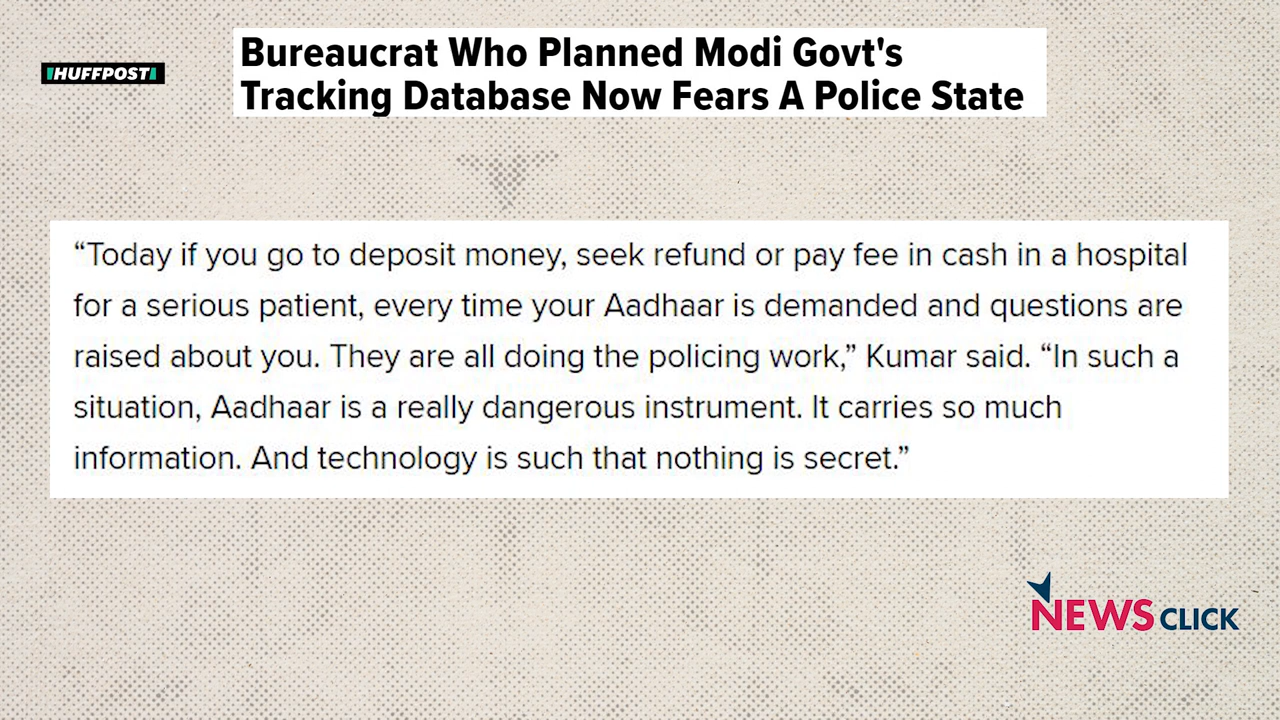 HUFFPOST
Bureaucrat Who Planned Modi Govt's
Tracking Database Now Fears A Police State
“Today if you go to deposit money, seek refund or pay fee in cash in a hospital
for a serious patient, every time your Aadhaar is demanded and questions are
raised about you. They are all doing the policing work,” Kumar said. “In such a
situation, Aadhaar is a really dangerous instrument. It carries so much
information. And technology is such that nothing is secret.”
NEWSCLICK